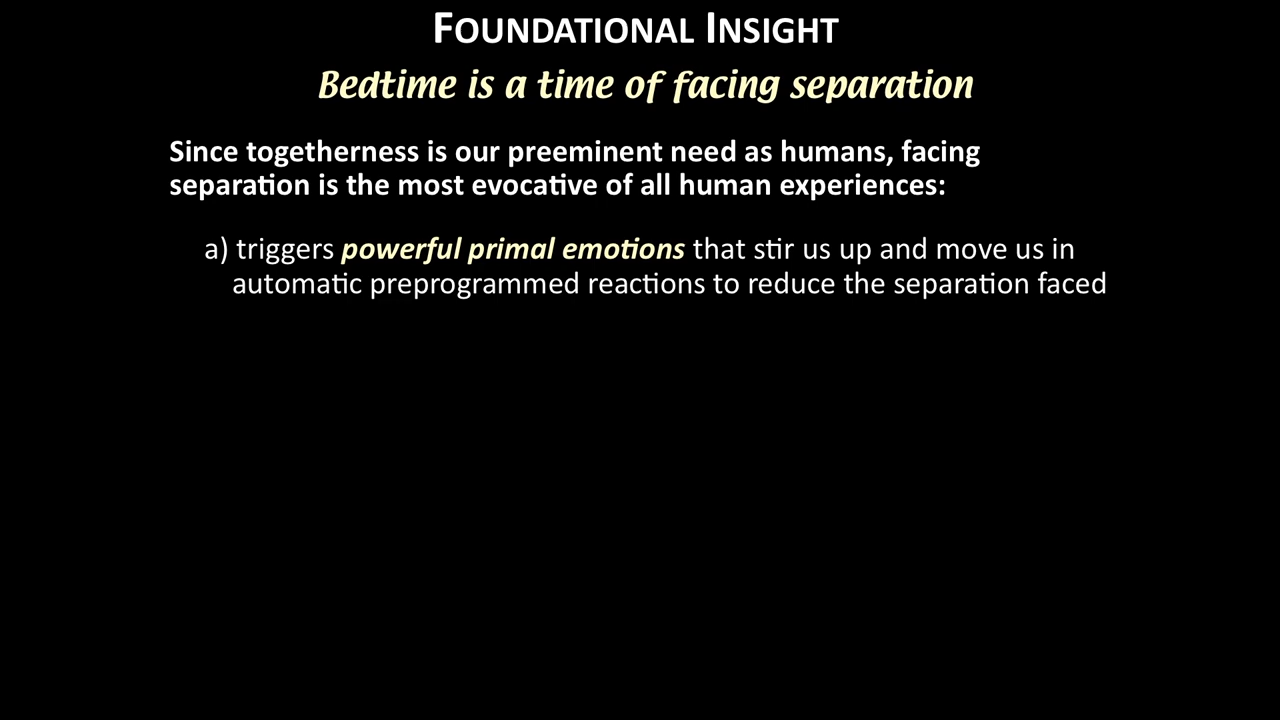 FOUNDATIONAL INSIGHT
Bedtime is a time of facing separation
Since togetherness is our preeminent need as humans, facing
separation is the most evocative of all human experiences:
a) triggers powerful primal emotions that stir us up and move us in
automatic preprogrammed reactions to reduce the separation faced